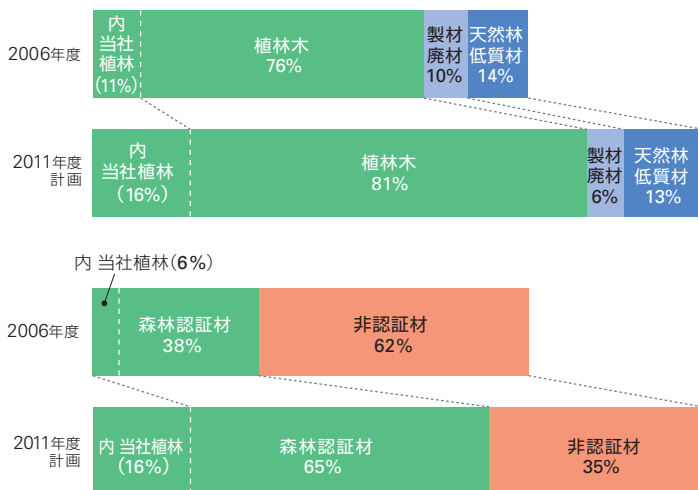 2006年度
内
当社
植林
(11%)
植林木
76%
製材
廃材
10%
天然林
低質材
14%
2011年度
計画
内
当社植林
(16%)
植林木
81%
製材
廃材
6%
天然林
低質材
13%
内 当社植林(6%)
2006年度
森林認証材
38%
非認証材
62%
2011年度
計画
内 当社植林
(16%)
森林認証材
65%
非認証材
35%